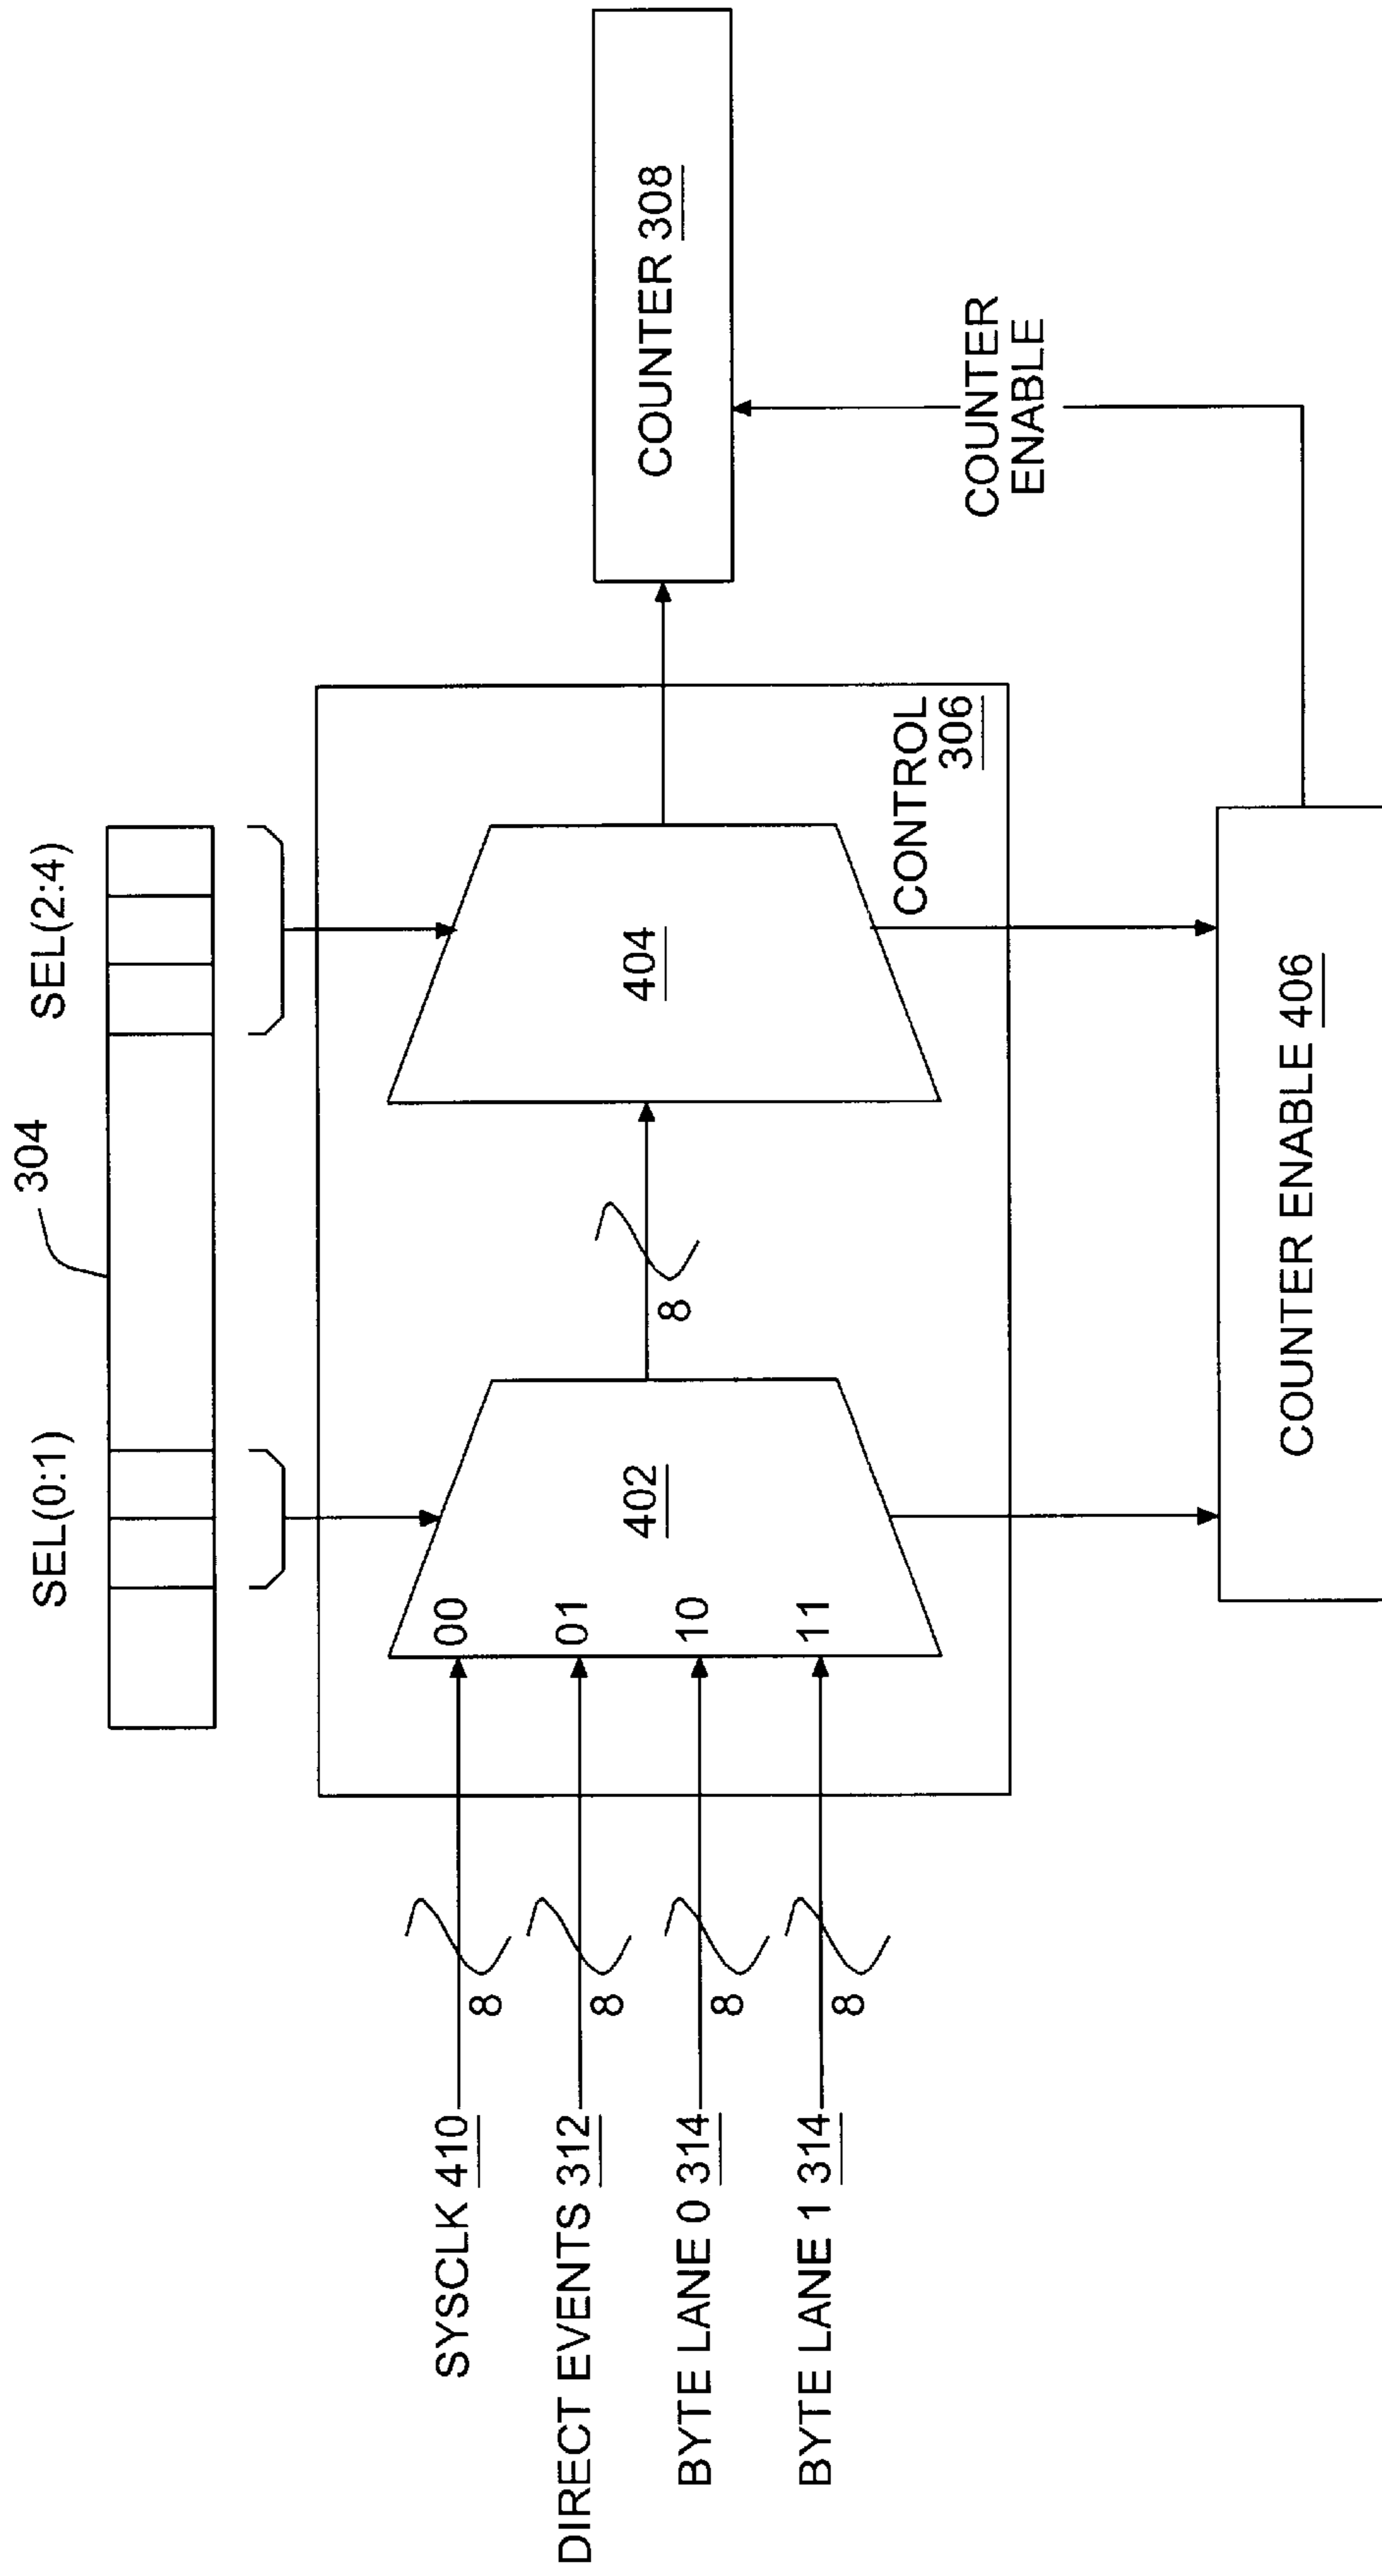 304
SEL(0:1)
SEL(2:4)
SYSCLK 410
8
00
DIRECT EVENTS 312
8
01
BYTE LANE 0 314
8
10
BYTE LANE 1 314
8
11
402
8
404
CONTROL
306
COUNTER 308
COUNTER
ENABLE
COUNTER ENABLE 406